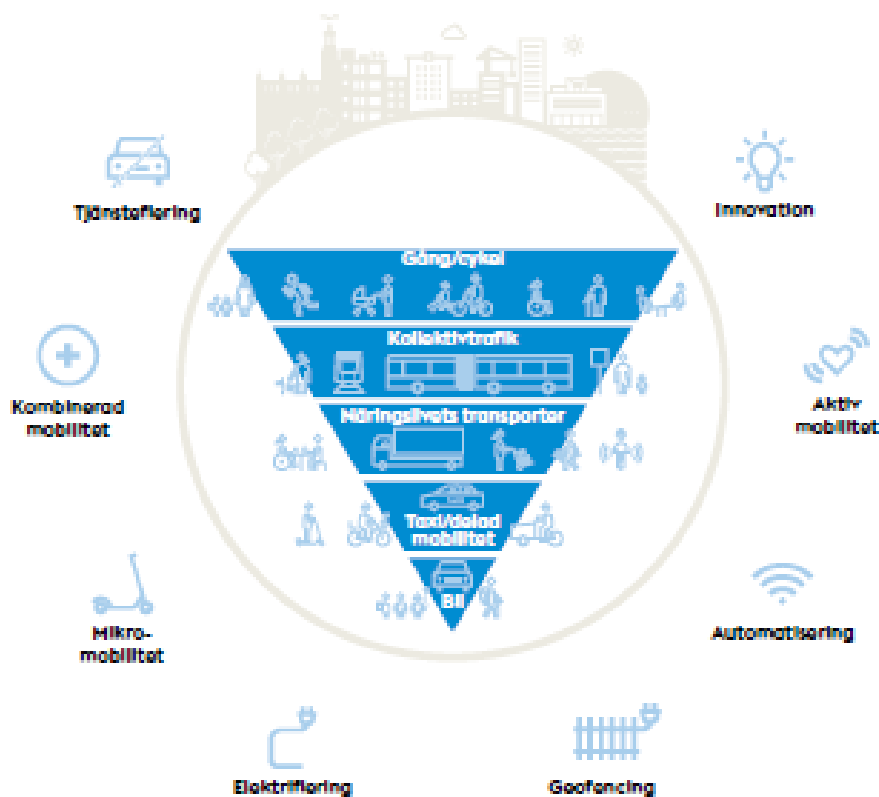 Tjänstefiering
Innovation
Gång/cykel
Kollektivtrafik
Kombinerad
mobilitet
Aktiv
mobilitet
Näringslivets transporter
Taxi/delad
mobilitet
Bil
Mikro-
mobilitet
Automatisering
Elektrifiering
Geofencing